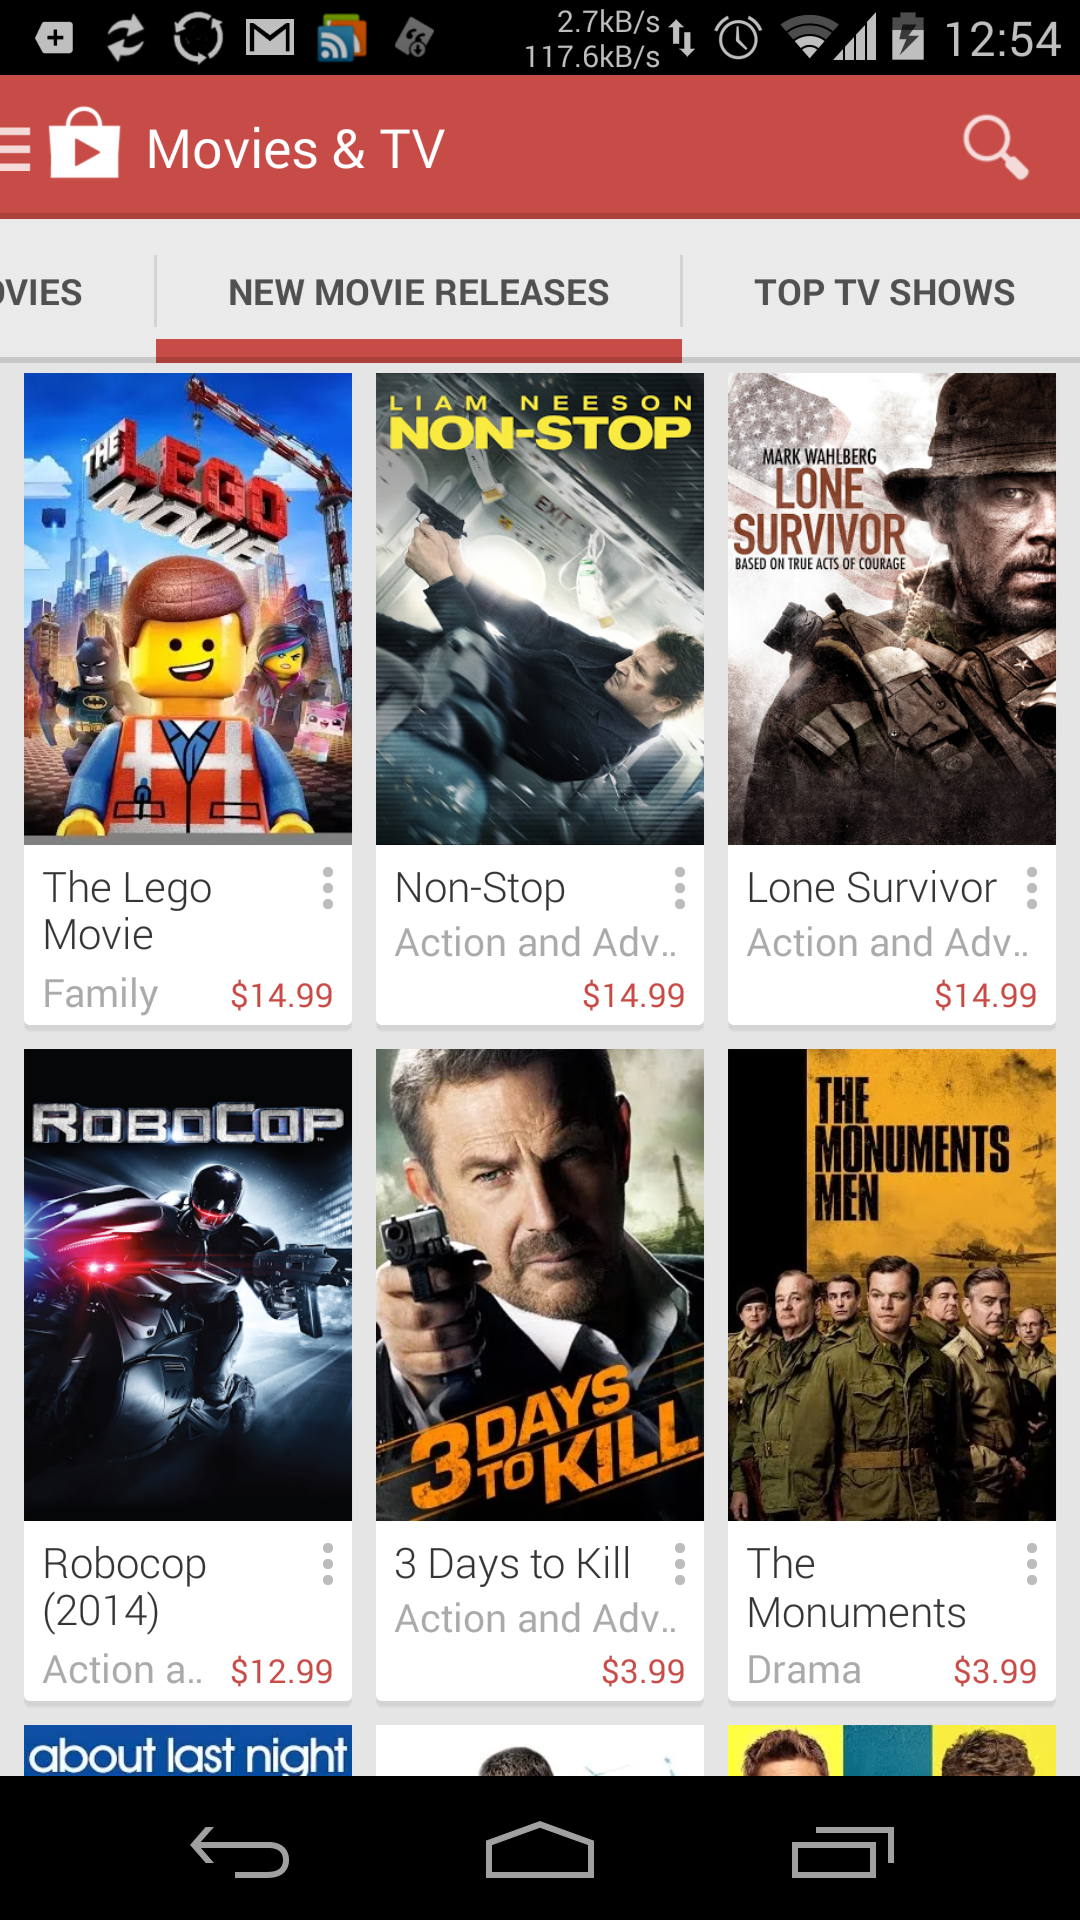 2.7kB/s
117.6kB/s
12:54
Movies & TV
OVIES
NEW MOVIE RELEASES
TOP TV SHOWS
THE
LEGO
MOVIE
LIAM NEESON
NON-STOP
EXIT
MARK WAHLBERG
LONE
SURVIVOR
BASED ON TRUE ACTS OF COURAGE
The Lego
Movie
Family $14.99
Non-Stop
Action and Adv..
$14.99
Lone Survivor
Action and Adv..
$14.99
ROBOCOP
3 DAYS
TO KILL
THE
MONUMENTS
MEN
Robocop
(2014)
Action a.. $12.99
3 Days to Kill
Action and Adv..
$3.99
The
Monuments
Drama $3.99
about last night